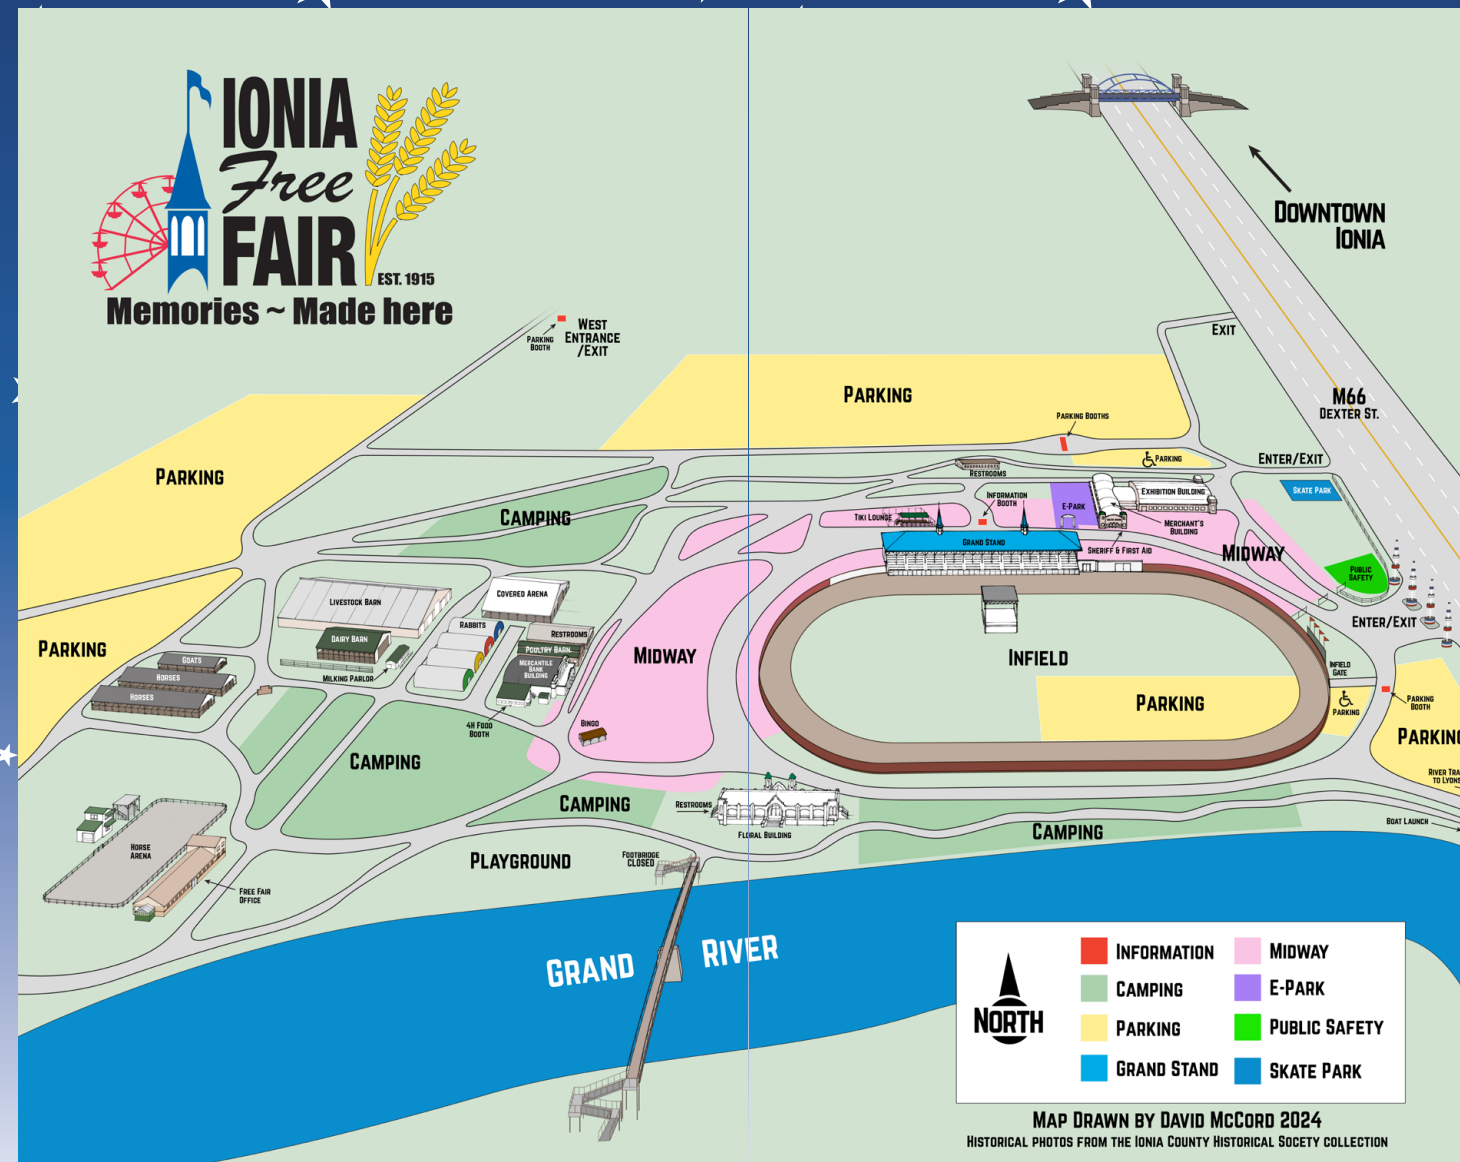 IONIA
Free
FAIR
EST. 1915
Memories ~ Made here
DOWNTOWN
IONIA
PARKING
BOOTH
WEST
ENTRANCE
/EXIT
EXIT
M66
DEXTER ST.
PARKING
PARKING BOOTHS
PARKING
ENTER/EXIT
PARKING
RESTROOMS
SKATE PARK
EXHIBITION BUILDING
INFORMATION
BOOTH
E-PARK
CAMPING
TIKI LOUNGE
MERCHANT'S
BUILDING
GRAND STAND
SHERIFF & FIRST AID
MIDWAY
PUBLIC
SAFETY
ENTER/EXIT
LIVESTOCK BARN
COVERED ARENA
RABBITS
RESTROOMS
DAIRY BARN
POULTRY BARN
MERCANTILE
BANK
BUILDING
MILKING PARLOR
PARKING
GOATS
HORSES
HORSES
MIDWAY
INFIELD
INFIELD
GATE
PARKING
PARKING
PARKING
BOOTH
4H FOOD
BOOTH
BINGO
PARKING
CAMPING
RIVER TRA
TO LYONS
CAMPING
RESTROOMS
FLORAL BUILDING
CAMPING
BOAT LAUNCH
HORSE
ARENA
PLAYGROUND
FOOTBRIDGE
CLOSED
FREE FAIR
OFFICE
GRAND RIVER
NORTH
INFORMATION
CAMPING
PARKING
GRAND STAND
MIDWAY
E-PARK
PUBLIC SAFETY
SKATE PARK
MAP DRAWN BY DAVID MCCORD 2024
HISTORICAL PHOTOS FROM THE IONIA COUNTY HISTORICAL SOCETY COLLECTION